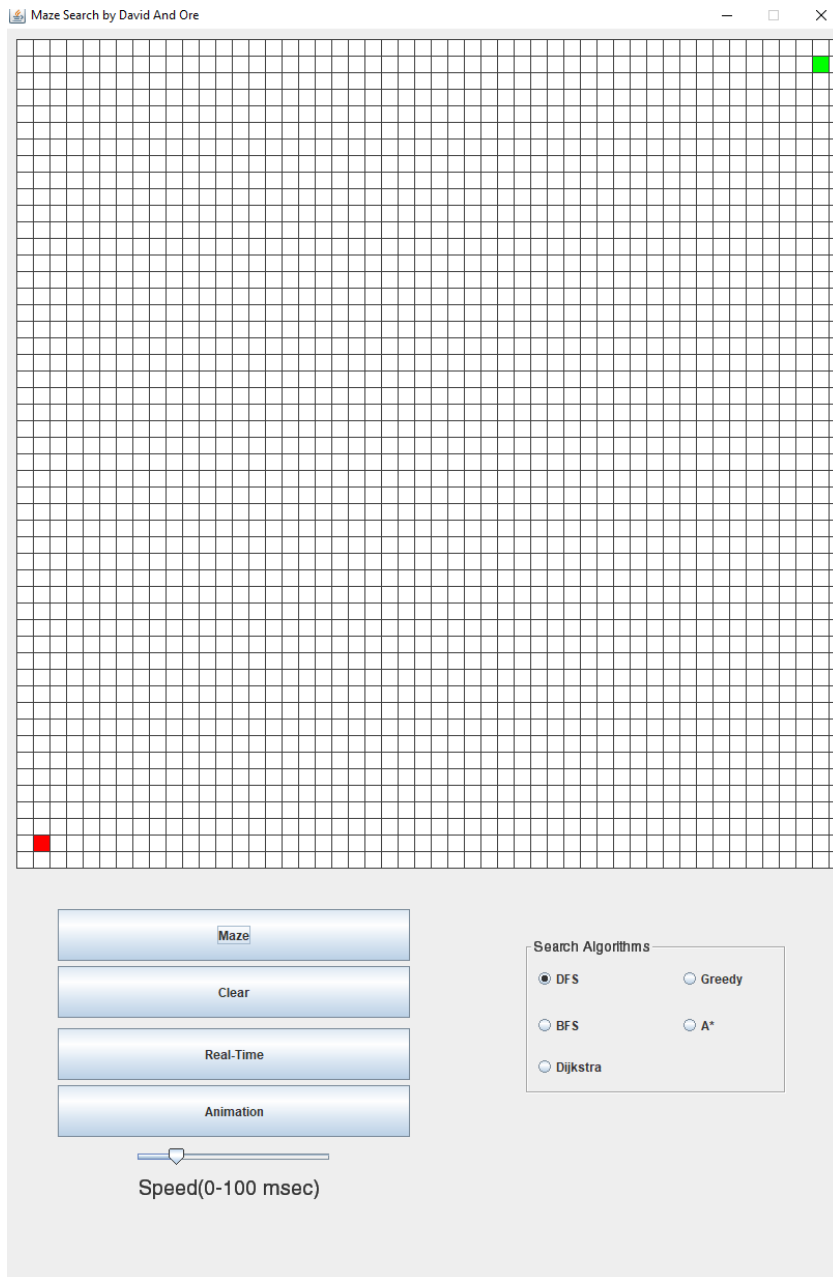 Maze Search by David And Ore
Maze
Clear
Real-Time
Animation
Speed(0-100 msec)
Search Algorithms
DFS
Greedy
BFS
A*
Dijkstra